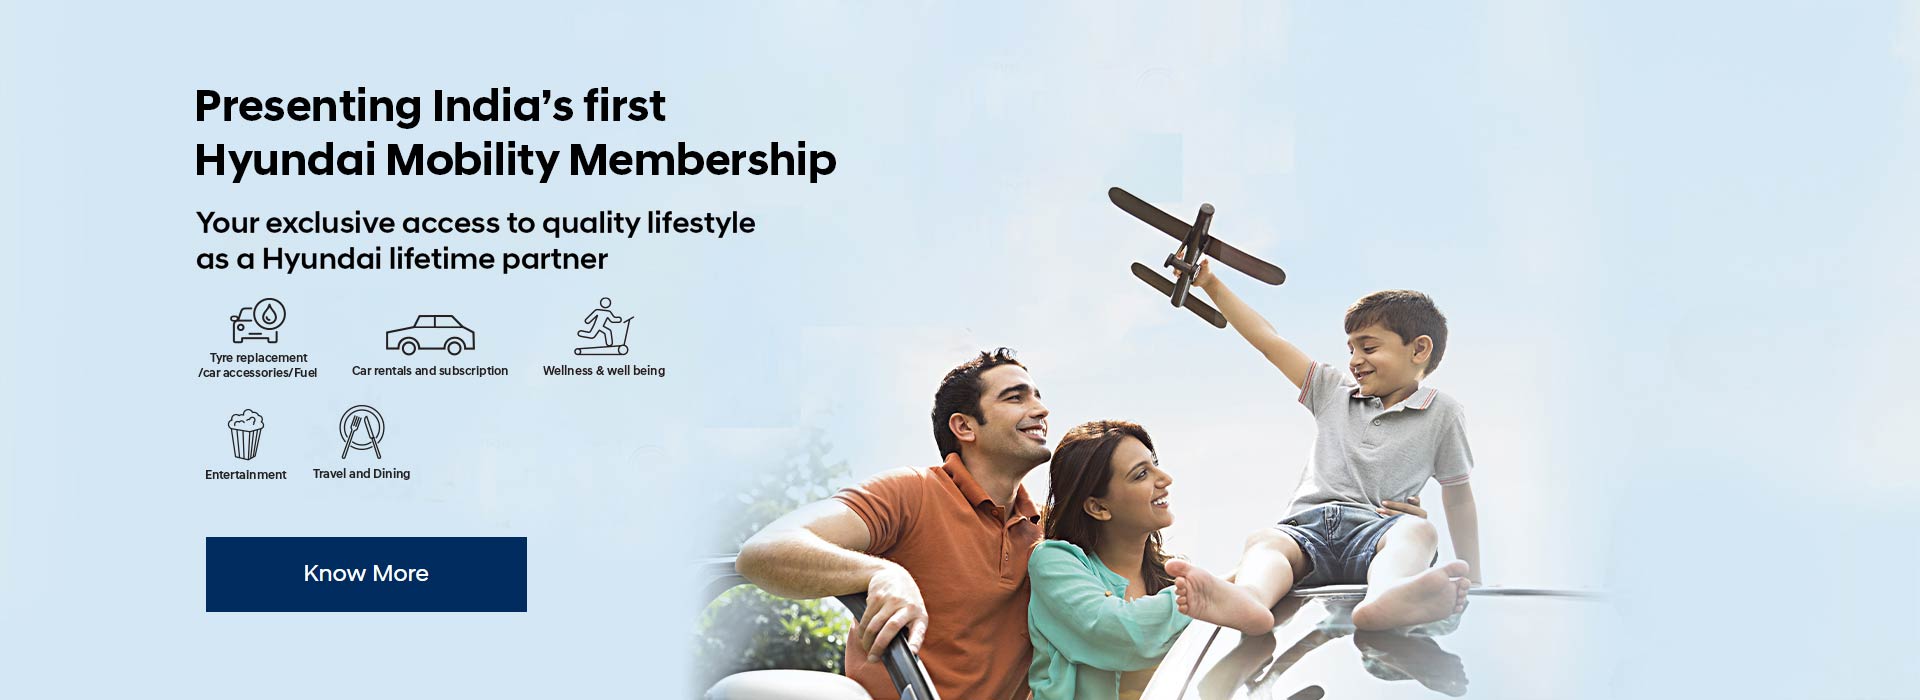 Presenting India’s first
Hyundai Mobility Membership
Your exclusive access to quality lifestyle
as a Hyundai lifetime partner
Tyre replacement
/car accessories/Fuel
Car rentals and subscription
Wellness & well being
Entertainment
Travel and Dining
Know More